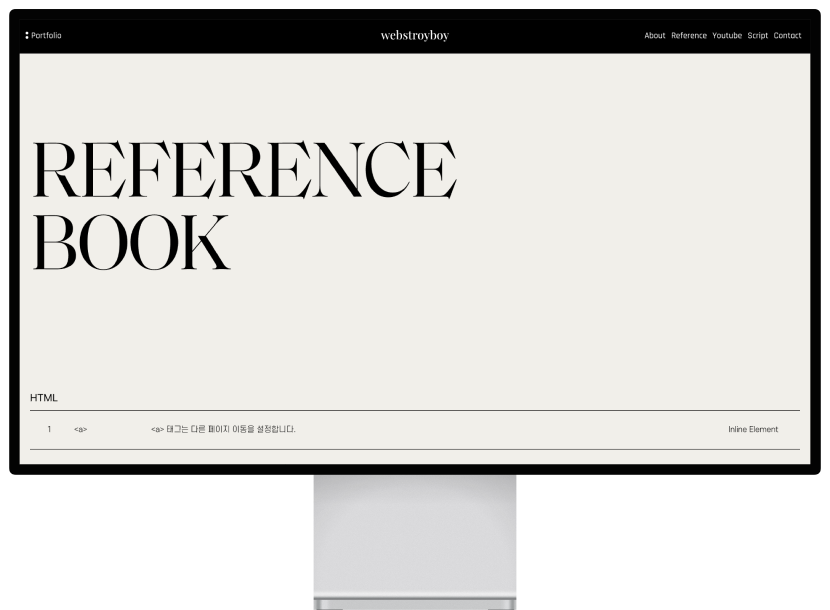 Portfolio
webstroyboy
About Reference Youtube Script Contact
REFERENCE
BOOK
HTML
1 <a> <a> 태그는 다른 페이지 이동을 설정합니다. Inline Element